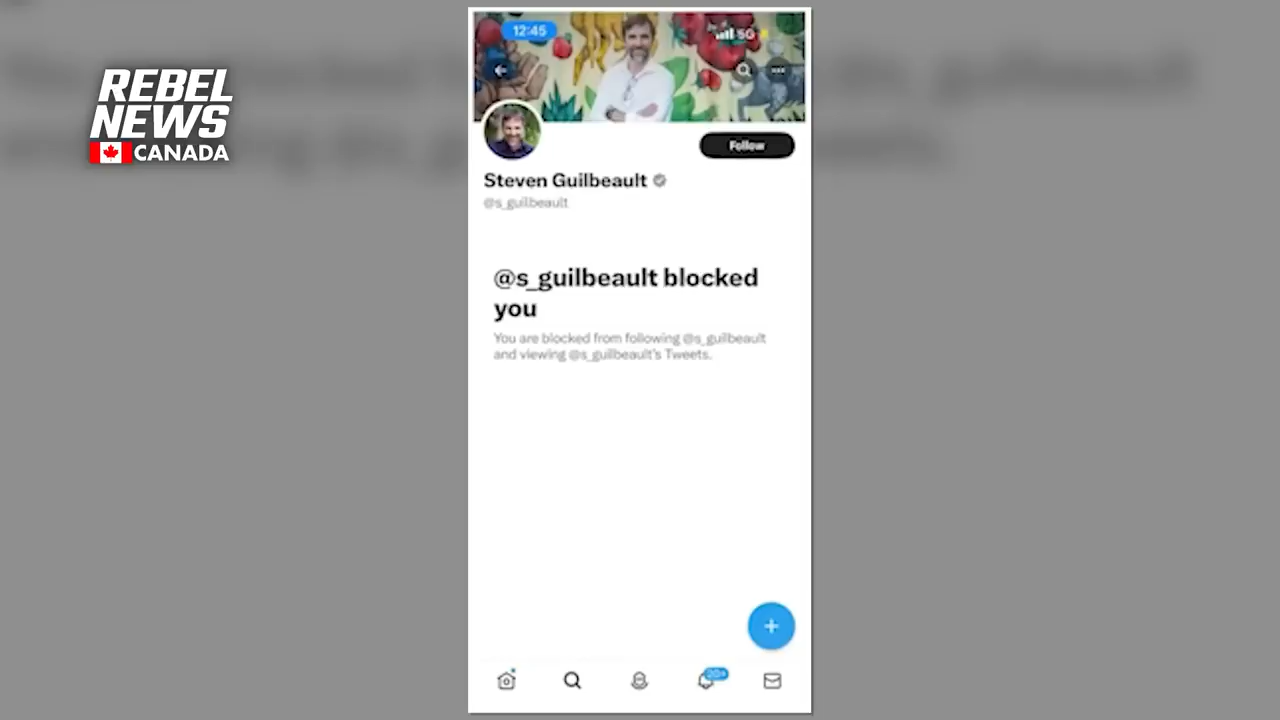 REBEL
NEWS
CANADA
12:45
5G
Follow
Steven Guilbeault
@s_guilbeault
@s_guilbeault blocked
you
You are blocked from following @s_guilbeault
and viewing @s_guilbeault's Tweets.
20+